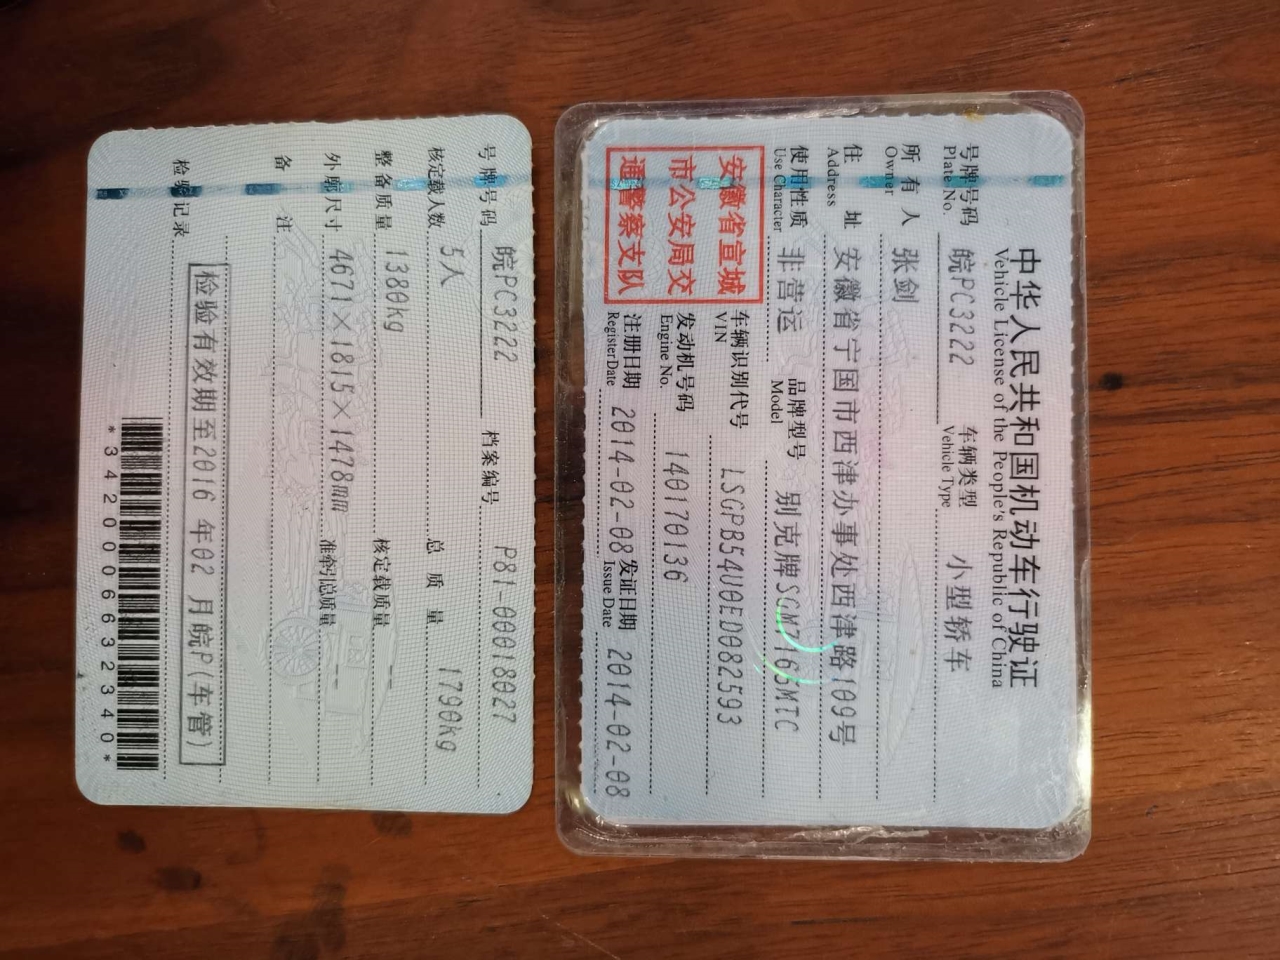 中华人民共和国机动车行驶证
Vehicle License of the People's Republic of China
号牌号码 皖PC3222 车辆类型 小型轿车
Plate No. Vehicle Type
所有人 张剑
Owner
住址 安徽省宁国市西津办事处西津路109号
Address
使用性质 非营运 品牌型号 别克牌SGM7165MTC
Use Character Model
安徽省宣城
市公安局交
通警察支队
车辆识别代号 LSGPB54U0ED082593
VIN
发动机号码 140170136
Engine No.
注册日期 2014-02-08 发证日期 2014-02-08
Register Date Issue Date
号牌号码 皖PC3222 档案编号 P81-00018027
核定载人数 5人 总质量 1790kg
整备质量 1380kg 核定载质量 --
外廓尺寸 4671×1815×1478mm 准牵引总质量 --
备注
检验有效期至2016 年02 月皖P(车管)
检验记录
*3420006632340*